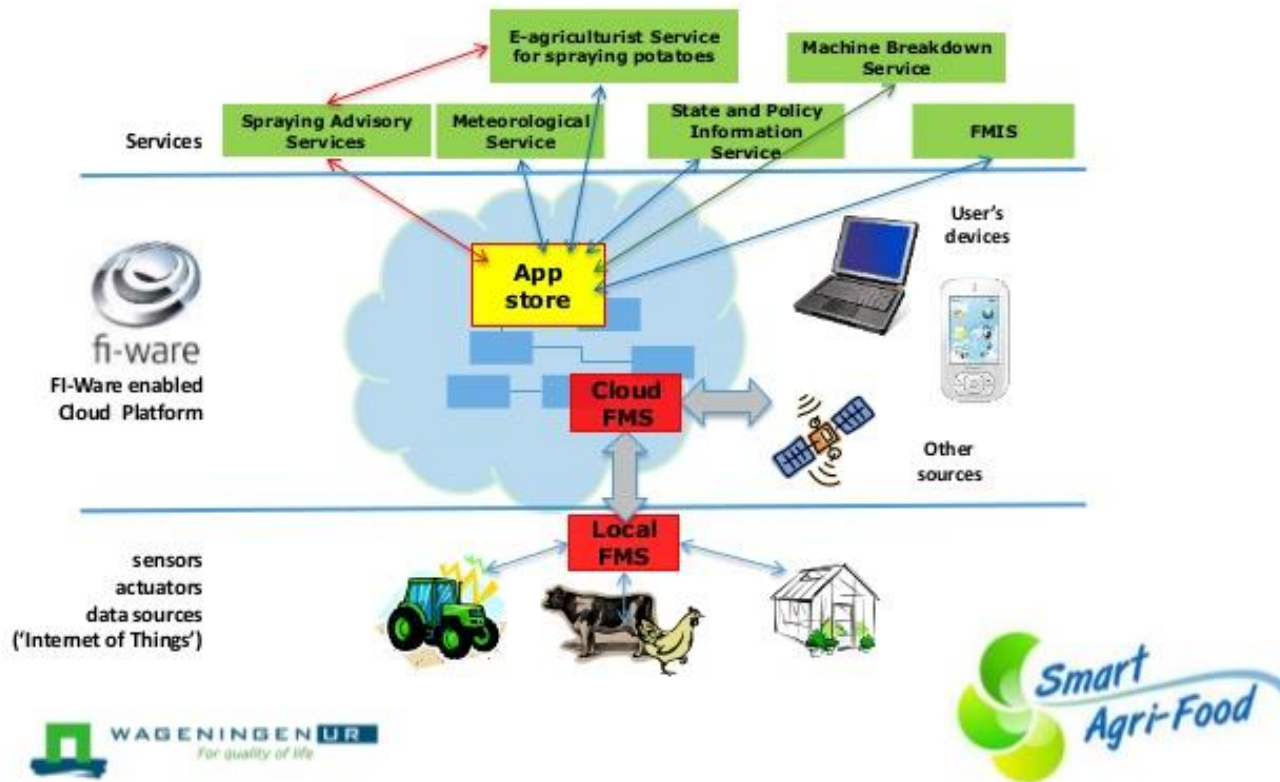 E-agriculturist Service
for spraying potatoes
Machine Breakdown
Service
Services
Spraying Advisory
Services
Meteorological
Service
State and Policy
Information
Service
FMIS
fi-ware
FI-Ware enabled
Cloud Platform
App
store
User's
devices
Cloud
FMS
Other
sources
Local
FMS
sensors
actuators
data sources
('Internet of Things')
WAGENINGEN UR
For quality of life
Smart
Agri-Food